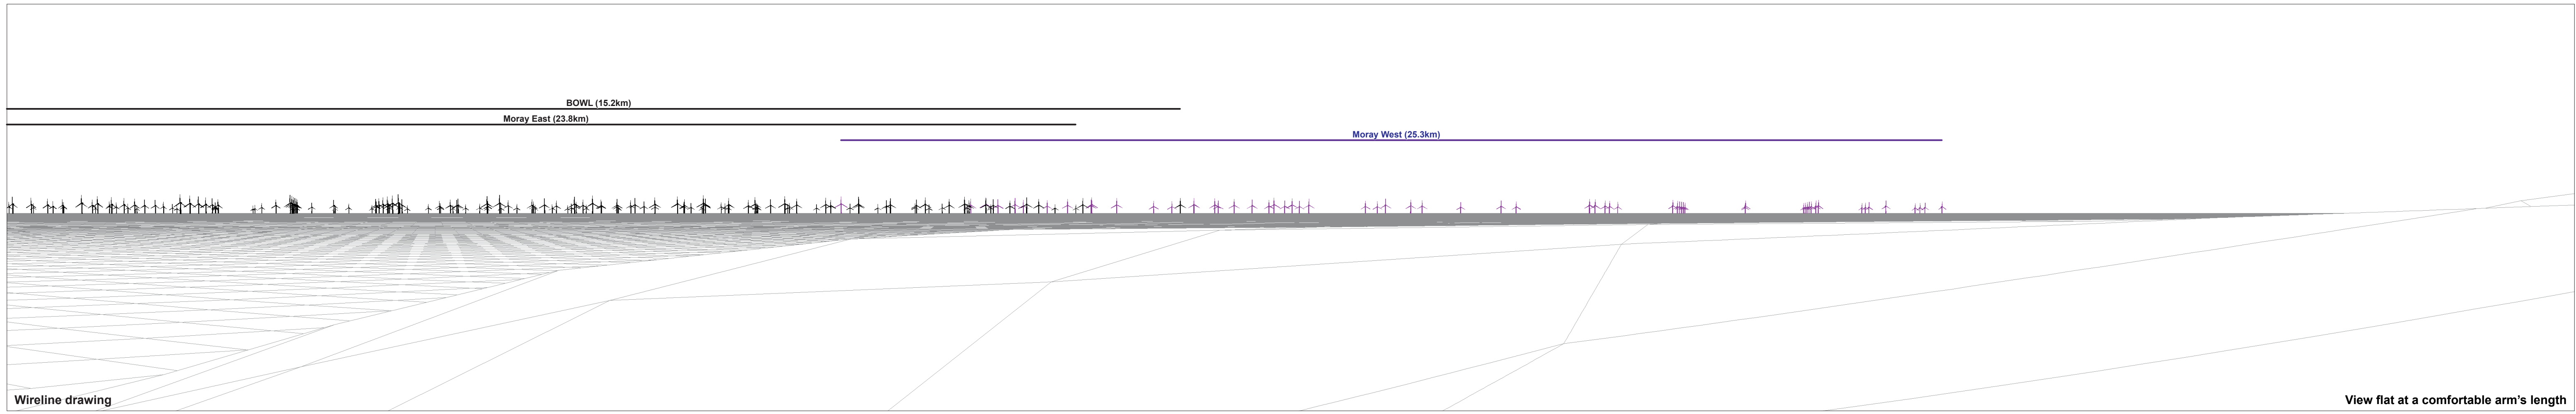 BOWL (15.2km)
Moray East (23.8km)
Moray West (25.3km)
Wireline drawing
View flat at a comfortable arm's length